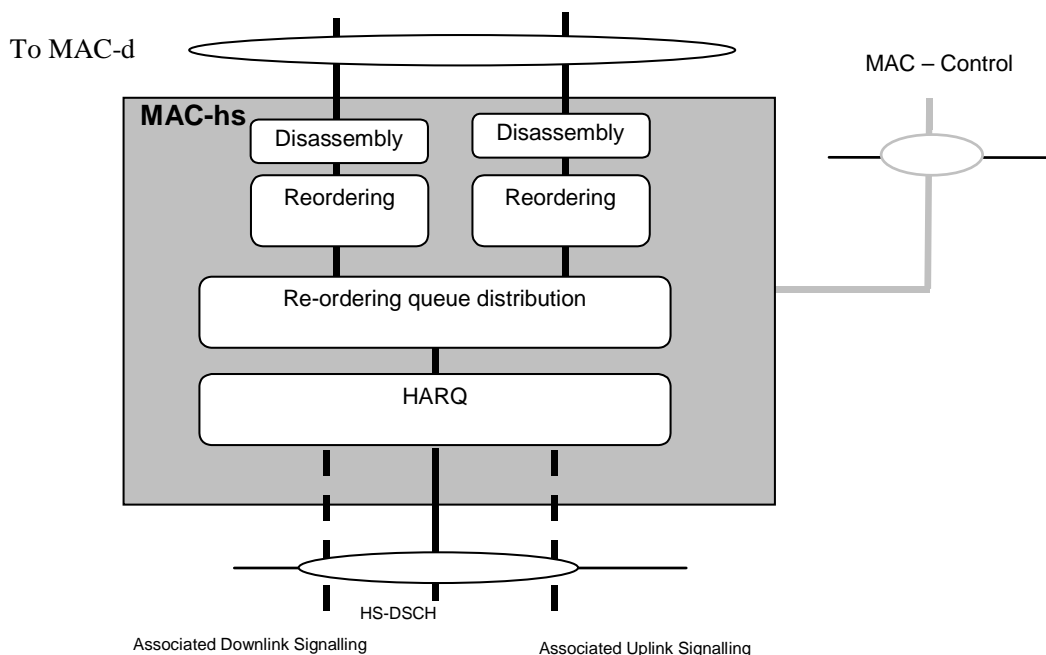 To MAC-d
MAC – Control
MAC-hs
Disassembly
Disassembly
Reordering
Reordering
Re-ordering queue distribution
HARQ
HS-DSCH
Associated Downlink Signalling
Associated Uplink Signalling